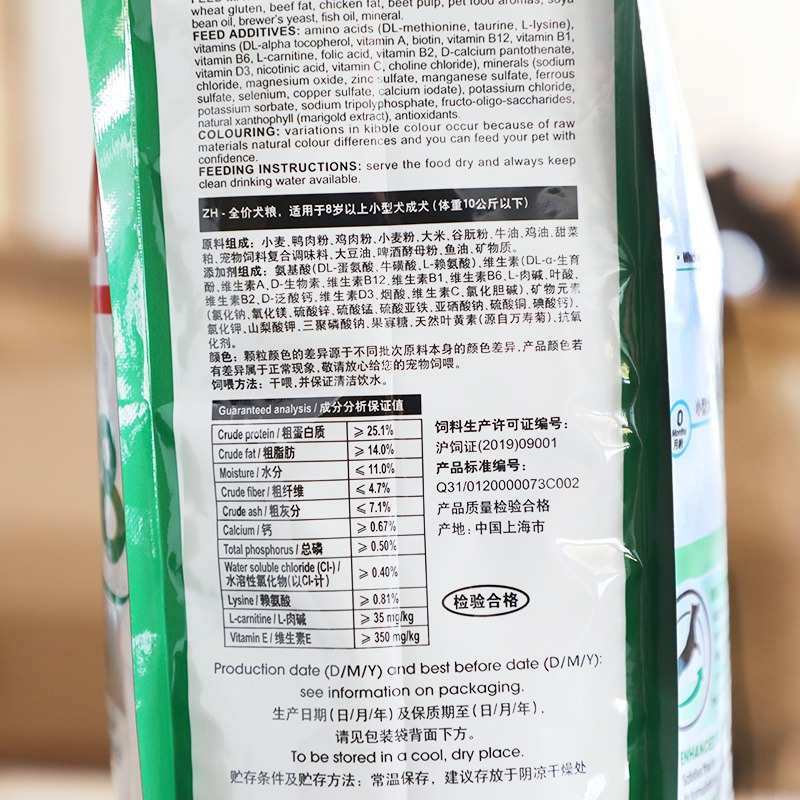 wheat gluten, beef fat, chicken fat, beet pulp, pet food aromas, soya
bean oil, brewer's yeast, fish oil, mineral.
FEED ADDITIVES: amino acids (DL-methionine, taurine, L-lysine),
vitamins (DL-alpha tocopherol, vitamin A, biotin, vitamin B12, vitamin B1,
vitamin B6, L-carnitine, folic acid, vitamin B2, D-calcium pantothenate,
vitamin D3, nicotinic acid, vitamin C, choline chloride), minerals (sodium
chloride, magnesium oxide, zinc sulfate, manganese sulfate, ferrous
sulfate, selenium, copper sulfate, calcium iodate), potassium chloride,
potassium sorbate, sodium tripolyphosphate, fructo-oligo-saccharides,
natural xanthophyll (marigold extract), antioxidants.
COLOURING: variations in kibble colour occur because of raw
materials natural colour differences and you can feed your pet with
confidence.
FEEDING INSTRUCTIONS: serve the food dry and always keep
clean drinking water available.
ZH - 全价犬粮，适用于8岁以上小型犬成犬（体重10公斤以下）
原料组成：小麦、鸭肉粉、鸡肉粉、小麦粉、大米、谷朊粉、牛油、鸡油、甜菜
粕、宠物饲料复合调味料、大豆油、啤酒酵母粉、鱼油、矿物质。
添加剂组成：氨基酸（DL-蛋氨酸、牛磺酸、L-赖氨酸）、维生素（DL-α-生育
酚、维生素A、D-生物素、维生素B12、维生素B1、维生素B6、L-肉碱、叶酸、
维生素B2、D-泛酸钙、维生素D3、烟酸、维生素C、氯化胆碱）、矿物元素
（氯化钠、氧化镁、硫酸锌、硫酸锰、硫酸亚铁、亚硒酸钠、硫酸铜、碘酸钙）、
氯化钾、山梨酸钾、三聚磷酸钠、果寡糖、天然叶黄素（源自万寿菊）、抗氧
化剂。
颜色：颗粒颜色的差异源于不同批次原料本身的颜色差异，产品颜色若
有差异属于正常现象，敬请放心给您的宠物饲喂。
饲喂方法：干喂，并保证清洁饮水。
Guaranteed analysis / 成分分析保证值
Crude protein / 粗蛋白质 ⩾ 25.1%
Crude fat / 粗脂肪 ⩾ 14.0%
Moisture / 水分 ⩽ 11.0%
Crude fiber / 粗纤维 ⩽ 4.7%
Crude ash / 粗灰分 ⩽ 7.1%
Calcium / 钙 ⩾ 0.67%
Total phosphorus / 总磷 ⩾ 0.50%
Water soluble chloride (Cl-) /
水溶性氯化物（以Cl-计） ⩾ 0.40%
Lysine / 赖氨酸 ⩾ 0.81%
L-carnitine / L-肉碱 ⩾ 35 mg/kg
Vitamin E / 维生素E ⩾ 350 mg/kg
饲料生产许可证编号：
沪饲证(2019)09001
产品标准编号：
Q31/0120000073C002
产品质量检验合格
产地：中国上海市
检验合格
Production date (D/M/Y) and best before date (D/M/Y):
see information on packaging.
生产日期（日/月/年）及保质期至（日/月/年），
请见包装袋背面下方。
To be stored in a cool, dry place.
贮存条件及贮存方法：常温保存，建议存放于阴凉干燥处
8
小型
0
Months
月龄